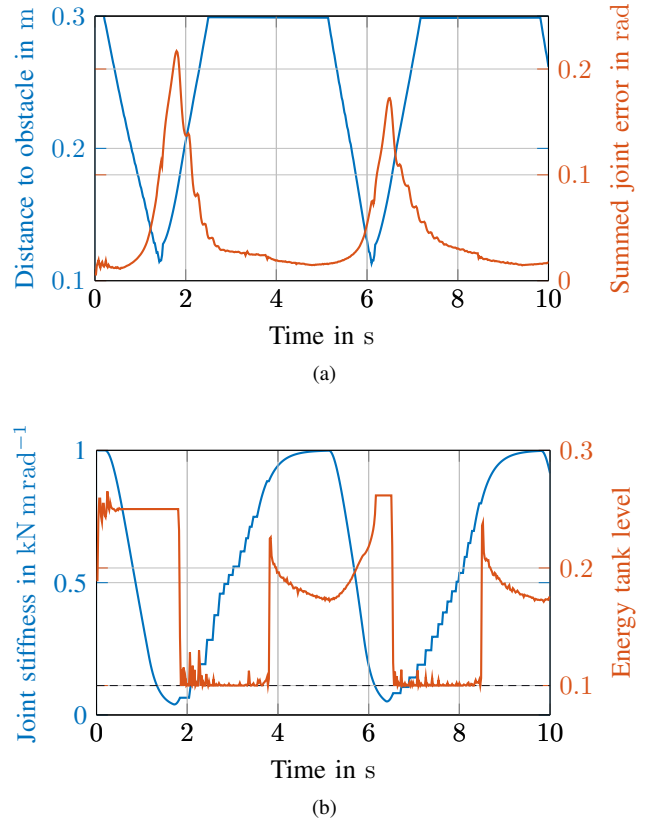 0.3
0.2
0.1
Distance to obstacle in m
0.2
0.1
0
Summed joint error in rad
0 2 4 6 8 10
Time in s
(a)
1
0.5
0
Joint stiffness in kN m rad⁻¹
0.3
0.2
0.1
Energy tank level
0 2 4 6 8 10
Time in s
(b)